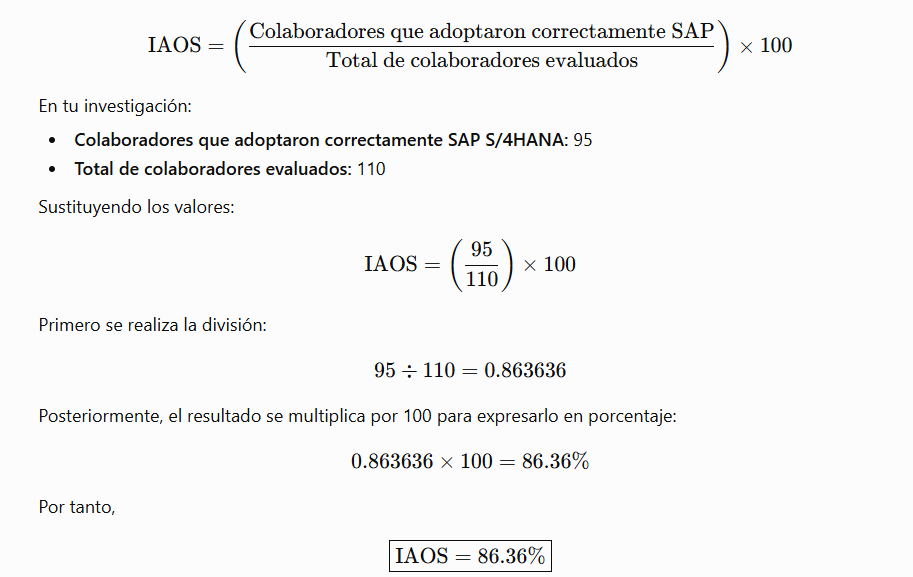 IAOS = (Colaboradores que adoptaron correctamente SAP / Total de colaboradores evaluados) × 100
En tu investigación:
• Colaboradores que adoptaron correctamente SAP S/4HANA: 95
• Total de colaboradores evaluados: 110
Sustituyendo los valores:
IAOS = (95 / 110) × 100
Primero se realiza la división:
95 ÷ 110 = 0.863636
Posteriormente, el resultado se multiplica por 100 para expresarlo en porcentaje:
0.863636 × 100 = 86.36%
Por tanto,
IAOS = 86.36%